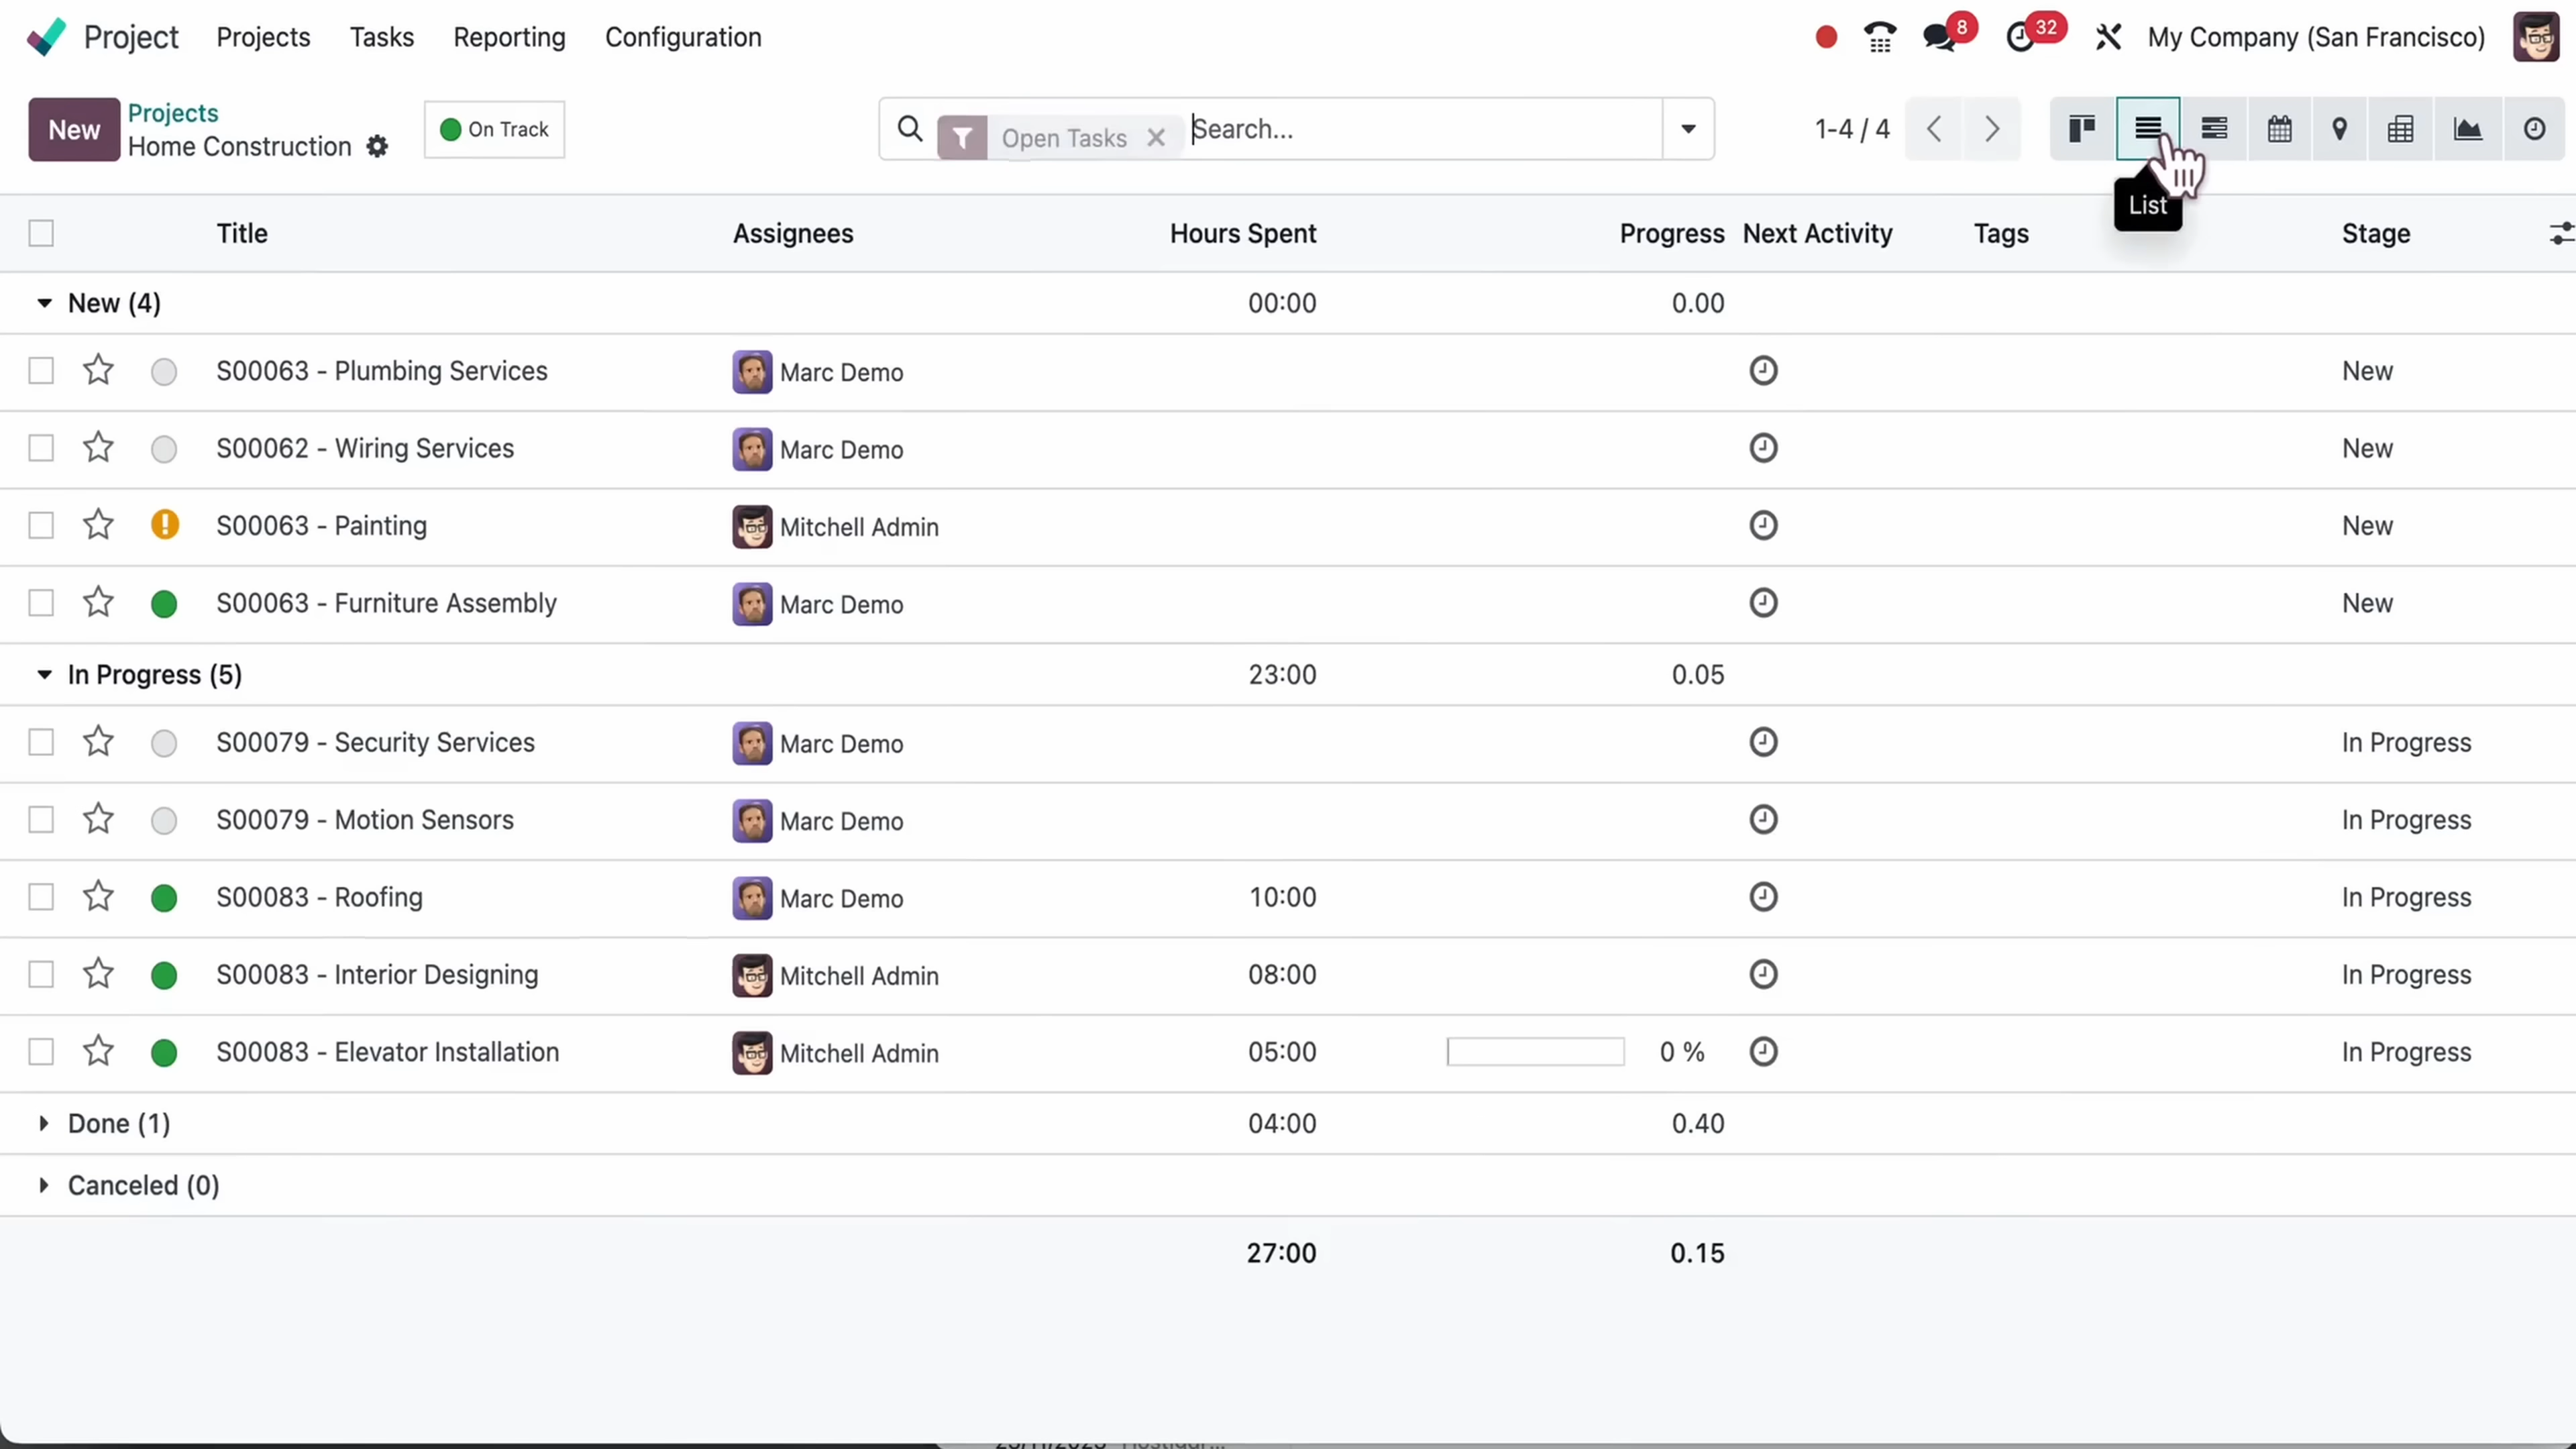 Project Projects Tasks Reporting Configuration 8 32 My Company (San Francisco)
New Projects
Home Construction On Track Open Tasks Search... 1-4 / 4
List
Title Assignees Hours Spent Progress Next Activity Tags Stage
New (4) 00:00 0.00
S00063 - Plumbing Services Marc Demo New
S00062 - Wiring Services Marc Demo New
S00063 - Painting Mitchell Admin New
S00063 - Furniture Assembly Marc Demo New
In Progress (5) 23:00 0.05
S00079 - Security Services Marc Demo In Progress
S00079 - Motion Sensors Marc Demo In Progress
S00083 - Roofing Marc Demo 10:00 In Progress
S00083 - Interior Designing Mitchell Admin 08:00 In Progress
S00083 - Elevator Installation Mitchell Admin 05:00 0 % In Progress
Done (1) 04:00 0.40
Canceled (0)
27:00 0.15